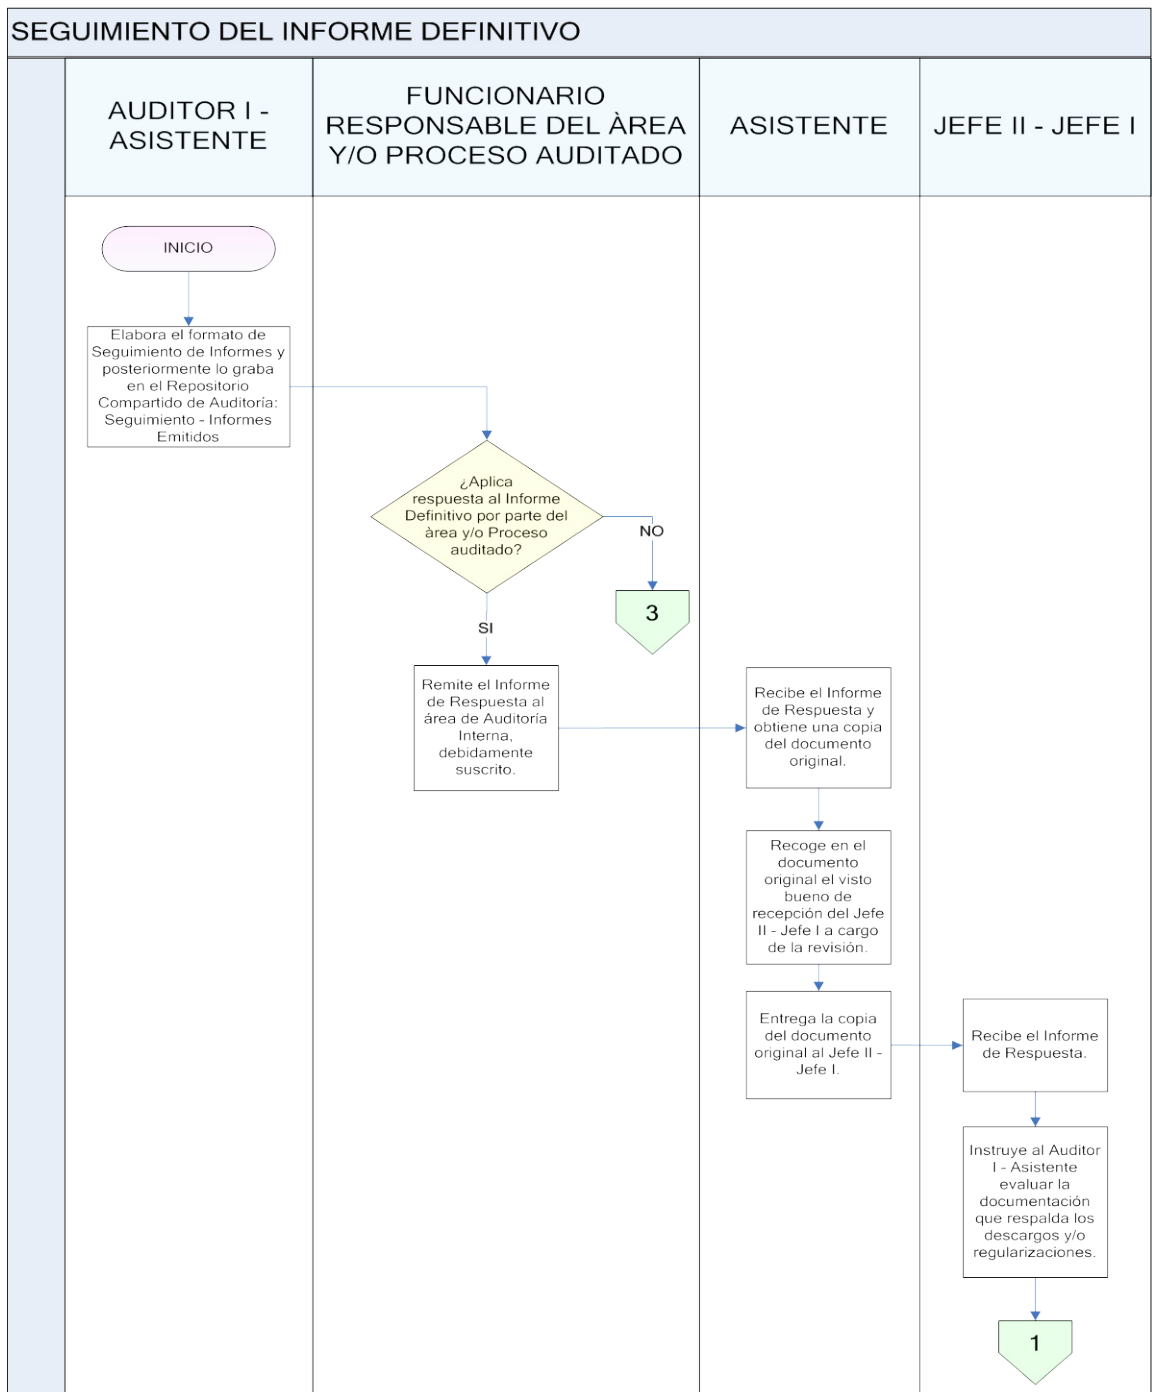 SEGUIMIENTO DEL INFORME DEFINITIVO
AUDITOR I -
ASISTENTE
FUNCIONARIO
RESPONSABLE DEL ÀREA
Y/O PROCESO AUDITADO
ASISTENTE
JEFE II - JEFE I
INICIO
Elabora el formato de
Seguimiento de Informes y
posteriormente lo graba
en el Repositorio
Compartido de Auditoría:
Seguimiento - Informes
Emitidos
¿Aplica
respuesta al Informe
Definitivo por parte del
àrea y/o Proceso
auditado?
NO
3
SI
Remite el Informe
de Respuesta al
área de Auditoría
Interna,
debidamente
suscrito.
Recibe el Informe
de Respuesta y
obtiene una copia
del documento
original.
Recoge en el
documento
original el visto
bueno de
recepción del Jefe
II - Jefe I a cargo
de la revisión.
Entrega la copia
del documento
original al Jefe II -
Jefe I.
Recibe el Informe
de Respuesta.
Instruye al Auditor
I - Asistente
evaluar la
documentación
que respalda los
descargos y/o
regularizaciones.
1